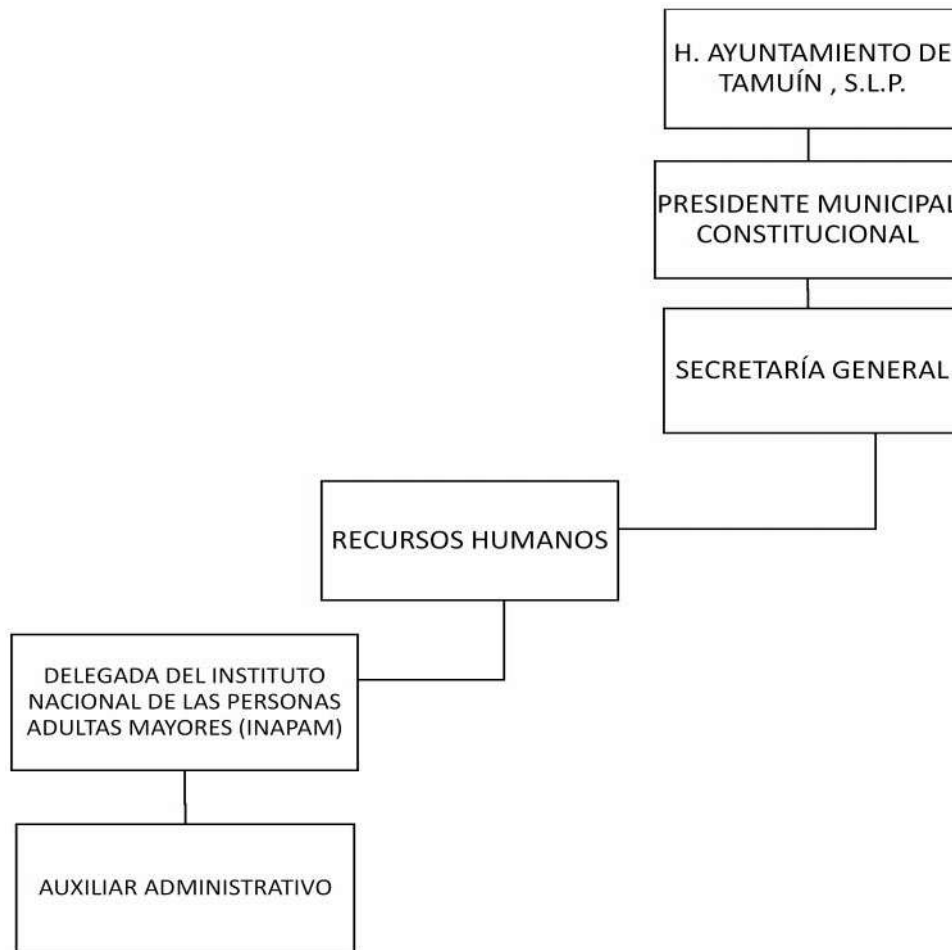 H. AYUNTAMIENTO DE
TAMUÍN , S.L.P.
PRESIDENTE MUNICIPAL
CONSTITUCIONAL
SECRETARÍA GENERAL
RECURSOS HUMANOS
DELEGADA DEL INSTITUTO
NACIONAL DE LAS PERSONAS
ADULTAS MAYORES (INAPAM)
AUXILIAR ADMINISTRATIVO